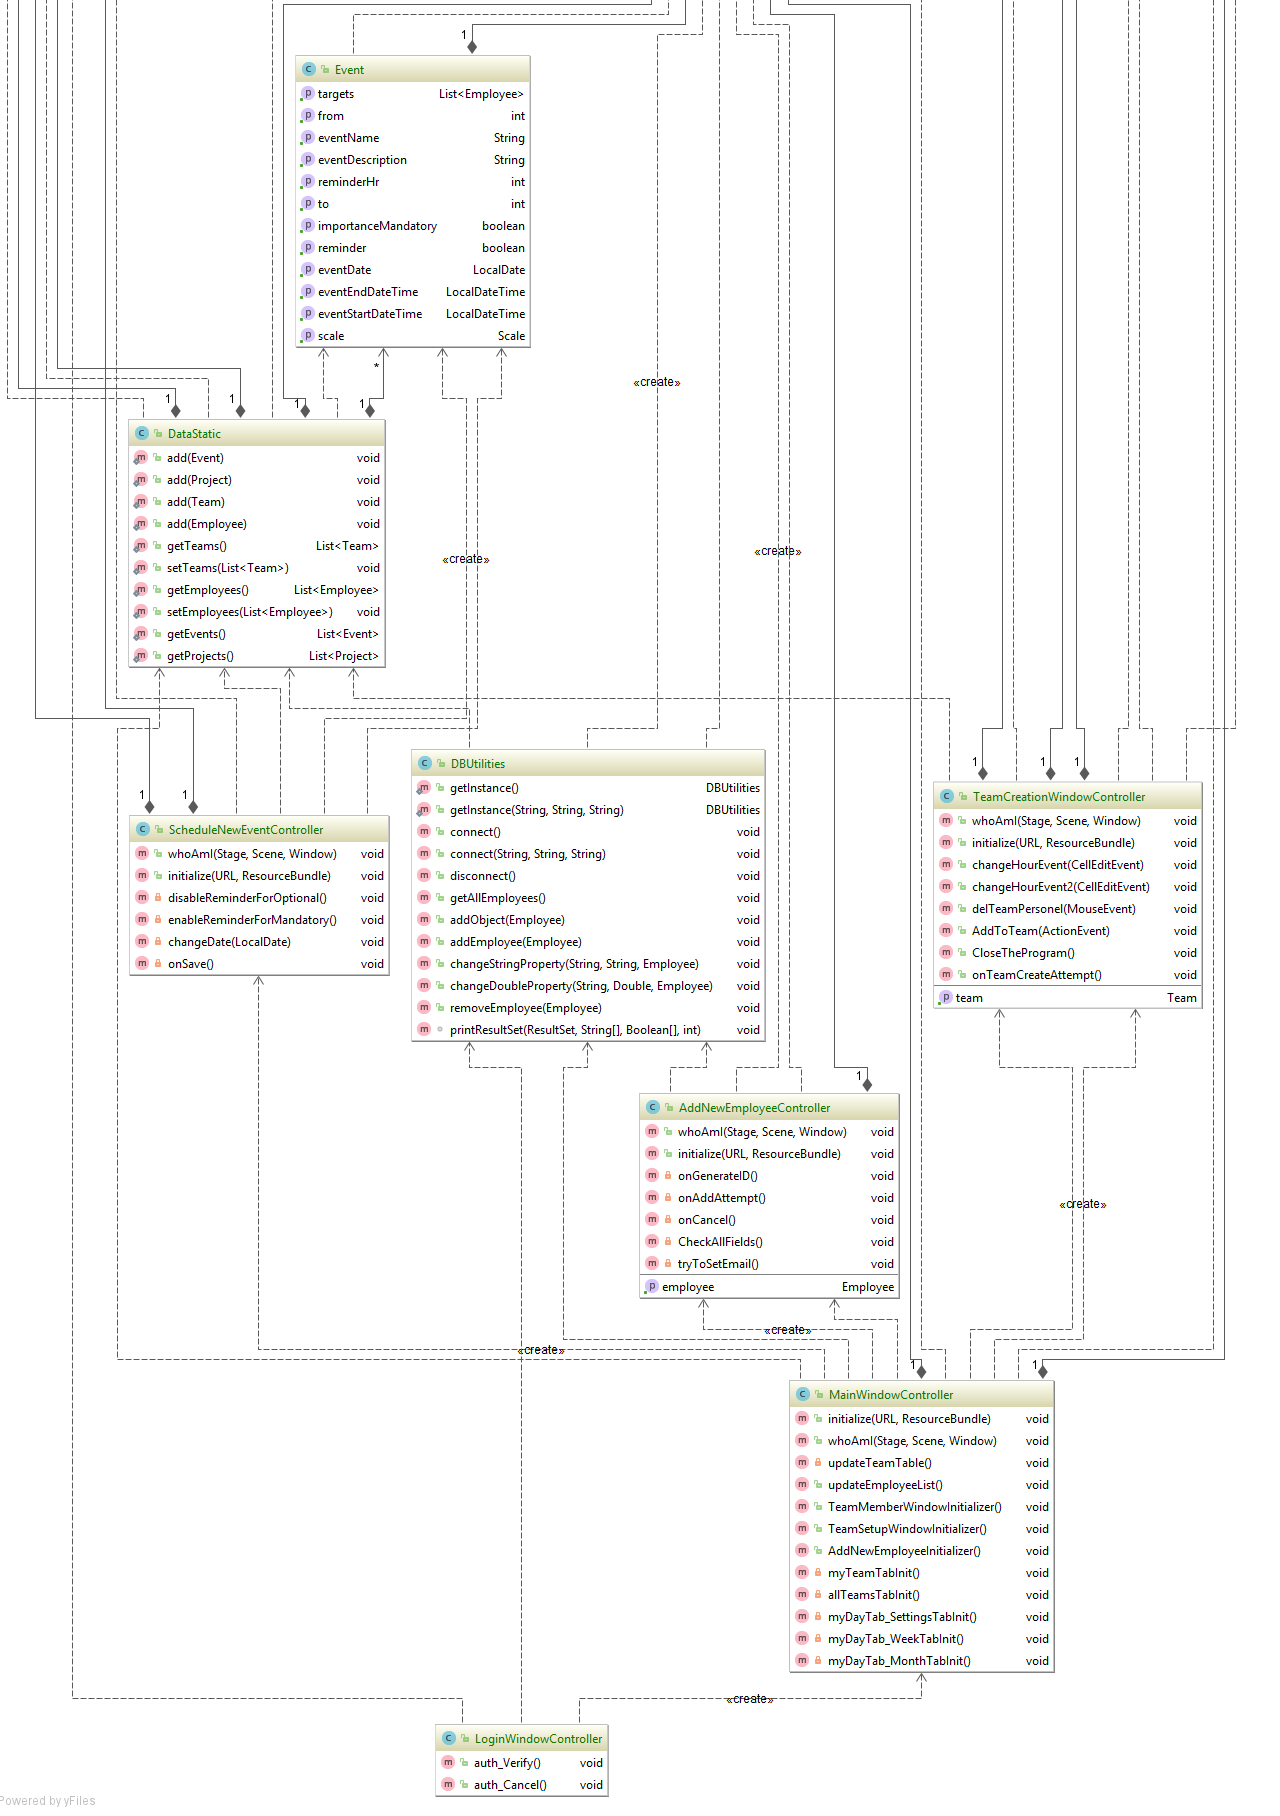 1
Event
targets List<Employee>
from int
eventName String
eventDescription String
reminderHr int
to int
importanceMandatory boolean
reminder boolean
eventDate LocalDate
eventEndDateTime LocalDateTime
eventStartDateTime LocalDateTime
scale Scale
*
«create»
1 1 1 1
DataStatic
add(Event) void
add(Project) void
add(Team) void
add(Employee) void
getTeams() List<Team>
setTeams(List<Team>) void
getEmployees() List<Employee>
setEmployees(List<Employee>) void
getEvents() List<Event>
getProjects() List<Project>
«create»
«create»
DBUtilities
getInstance() DBUtilities
getInstance(String, String, String) DBUtilities
connect() void
connect(String, String, String) void
disconnect() void
getAllEmployees() void
addObject(Employee) void
addEmployee(Employee) void
changeStringProperty(String, String, Employee) void
changeDoubleProperty(String, Double, Employee) void
removeEmployee(Employee) void
printResultSet(ResultSet, String[], Boolean[], int) void
1 1 1
TeamCreationWindowController
whoAmI(Stage, Scene, Window) void
initialize(URL, ResourceBundle) void
changeHourEvent(CellEditEvent) void
changeHourEvent2(CellEditEvent) void
delTeamPersonel(MouseEvent) void
AddToTeam(ActionEvent) void
CloseTheProgram() void
onTeamCreateAttempt() void
team Team
1 1
ScheduleNewEventController
whoAmI(Stage, Scene, Window) void
initialize(URL, ResourceBundle) void
disableReminderForOptional() void
enableReminderForMandatory() void
changeDate(LocalDate) void
onSave() void
1
AddNewEmployeeController
whoAmI(Stage, Scene, Window) void
initialize(URL, ResourceBundle) void
onGenerateID() void
onAddAttempt() void
onCancel() void
CheckAllFields() void
tryToSetEmail() void
employee Employee
«create»
«create»
«create»
1 1
MainWindowController
initialize(URL, ResourceBundle) void
whoAmI(Stage, Scene, Window) void
updateTeamTable() void
updateEmployeeList() void
TeamMemberWindowInitializer() void
TeamSetupWindowInitializer() void
AddNewEmployeeInitializer() void
myTeamTabInit() void
allTeamsTabInit() void
myDayTab_SettingsTabInit() void
myDayTab_WeekTabInit() void
myDayTab_MonthTabInit() void
«create»
LoginWindowController
auth_Verify() void
auth_Cancel() void
Powered by yFiles